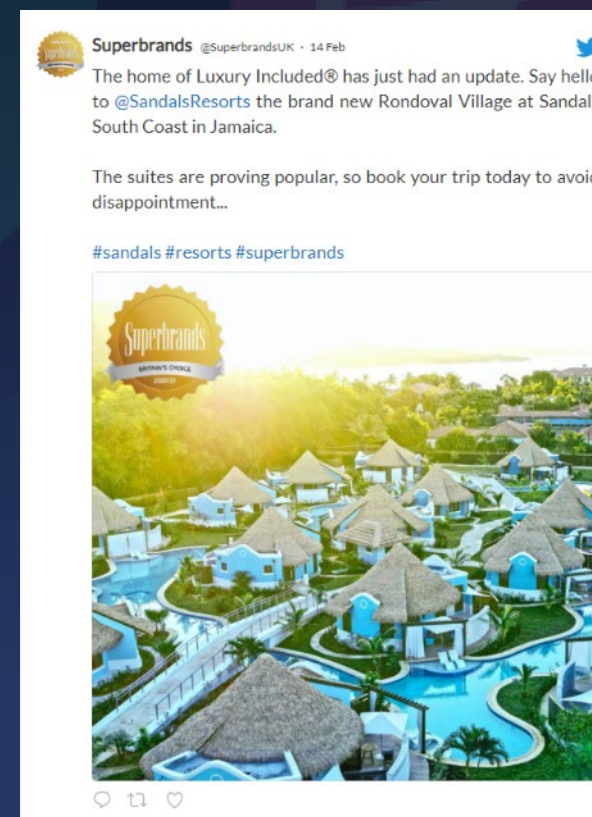 Superbrands @SuperbrandsUK · 14 Feb
The home of Luxury Included® has just had an update. Say hell
to @SandalsResorts the brand new Rondoval Village at Sandal
South Coast in Jamaica.
The suites are proving popular, so book your trip today to avoi
disappointment...
#sandals #resorts #superbrands
Superbrands
BRITAIN'S CHOICE
2020/21